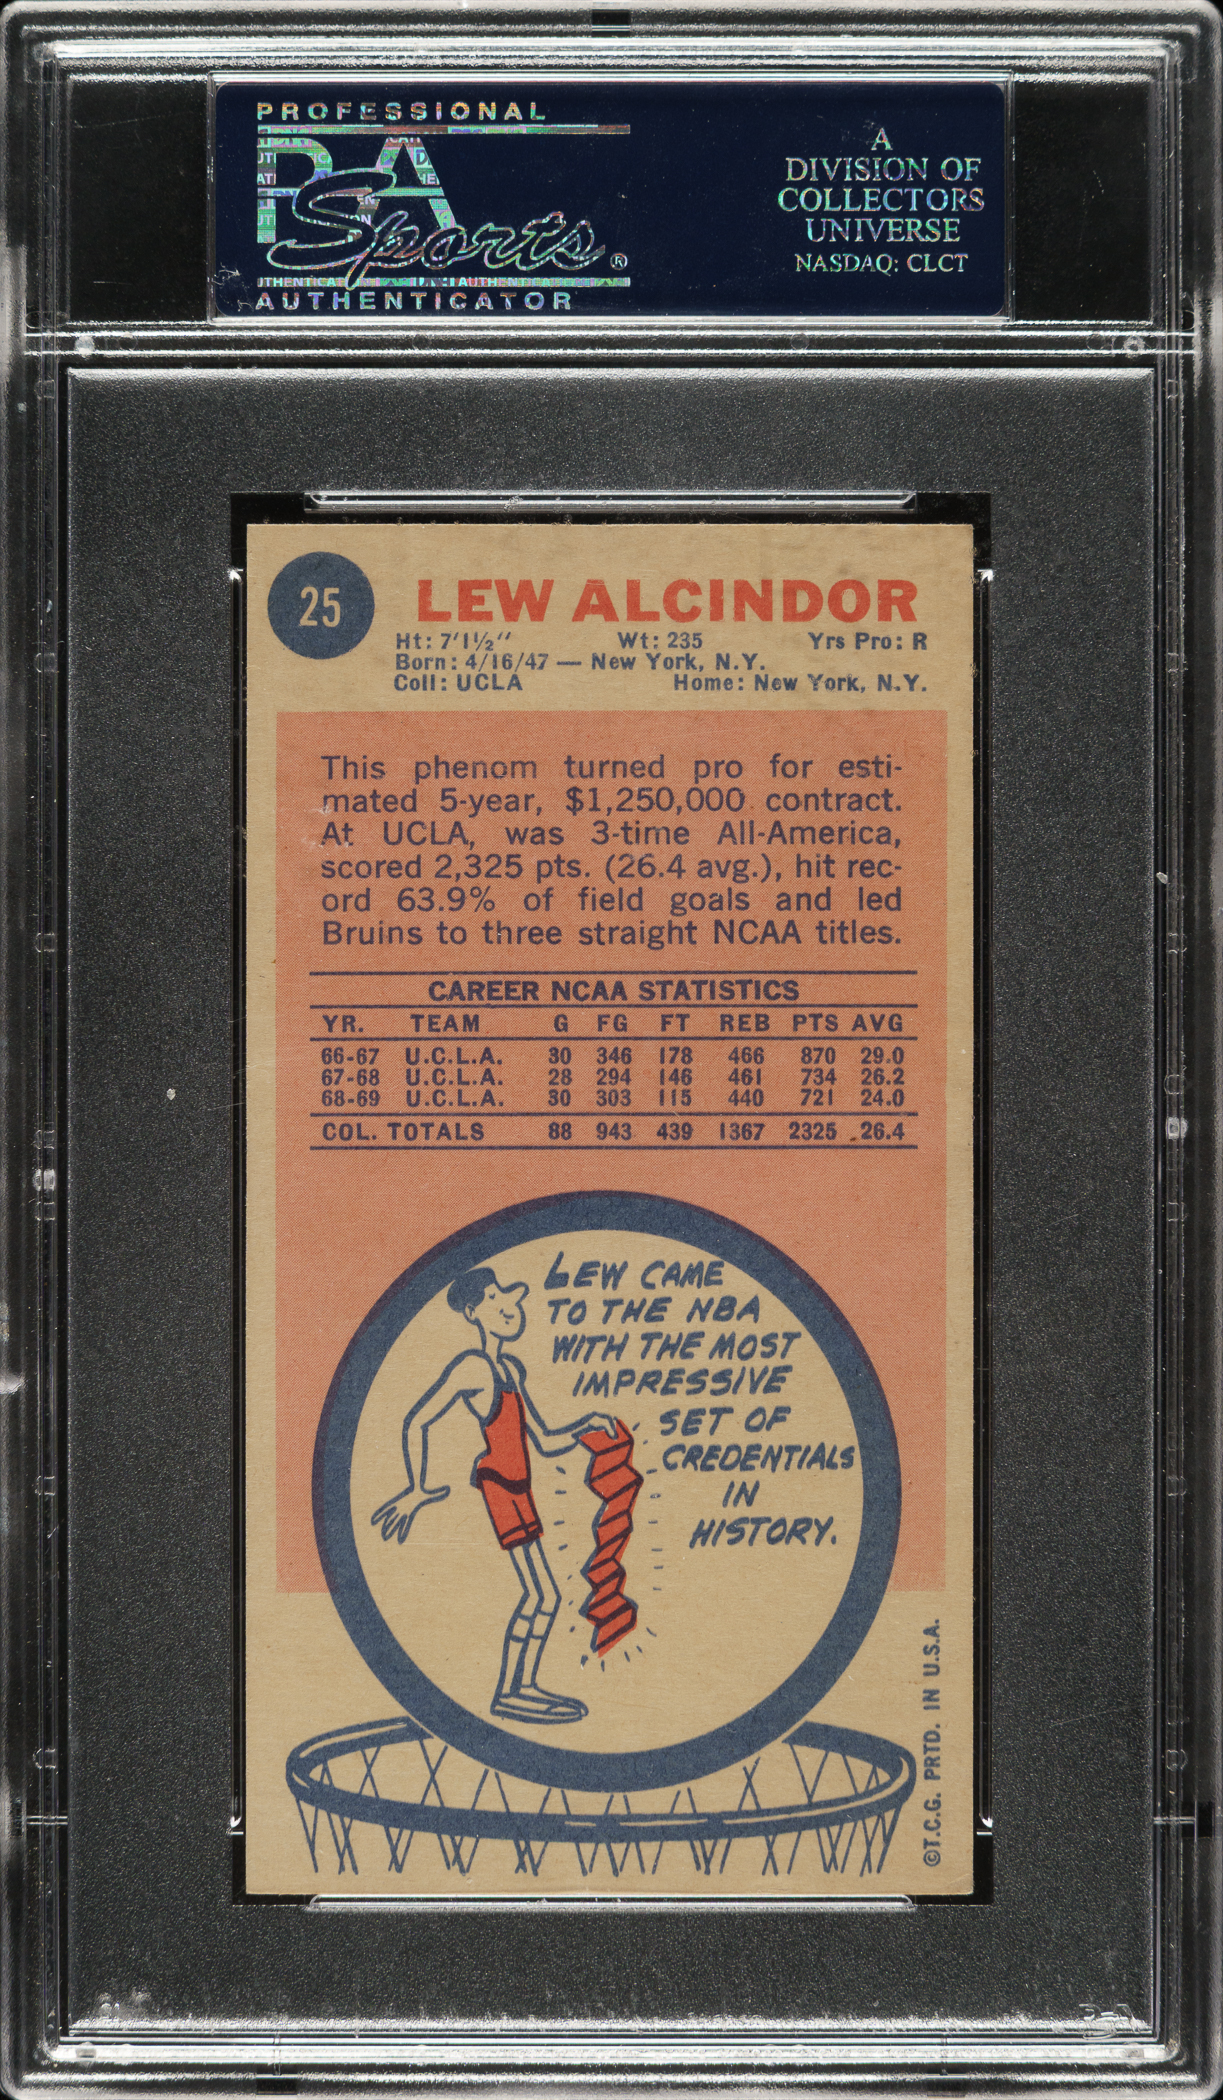 PROFESSIONAL
PSA
Sports®
AUTHENTICATOR
A
DIVISION OF
COLLECTORS
UNIVERSE
NASDAQ: CLCT
25
LEW ALCINDOR
Ht: 7'1½" Wt: 235 Yrs Pro: R
Born: 4/16/47 — New York, N.Y.
Coll: UCLA Home: New York, N.Y.
This phenom turned pro for esti-
mated 5-year, $1,250,000 contract.
At UCLA, was 3-time All-America,
scored 2,325 pts. (26.4 avg.), hit rec-
ord 63.9% of field goals and led
Bruins to three straight NCAA titles.
CAREER NCAA STATISTICS
YR. TEAM G FG FT REB PTS AVG
66-67 U.C.L.A. 30 346 178 466 870 29.0
67-68 U.C.L.A. 28 294 146 461 734 26.2
68-69 U.C.L.A. 30 303 115 440 721 24.0
COL. TOTALS 88 943 439 1367 2325 26.4
LEW CAME
TO THE NBA
WITH THE MOST
IMPRESSIVE
SET OF
CREDENTIALS
IN
HISTORY.
©T.C.G. PRTD. IN U.S.A.